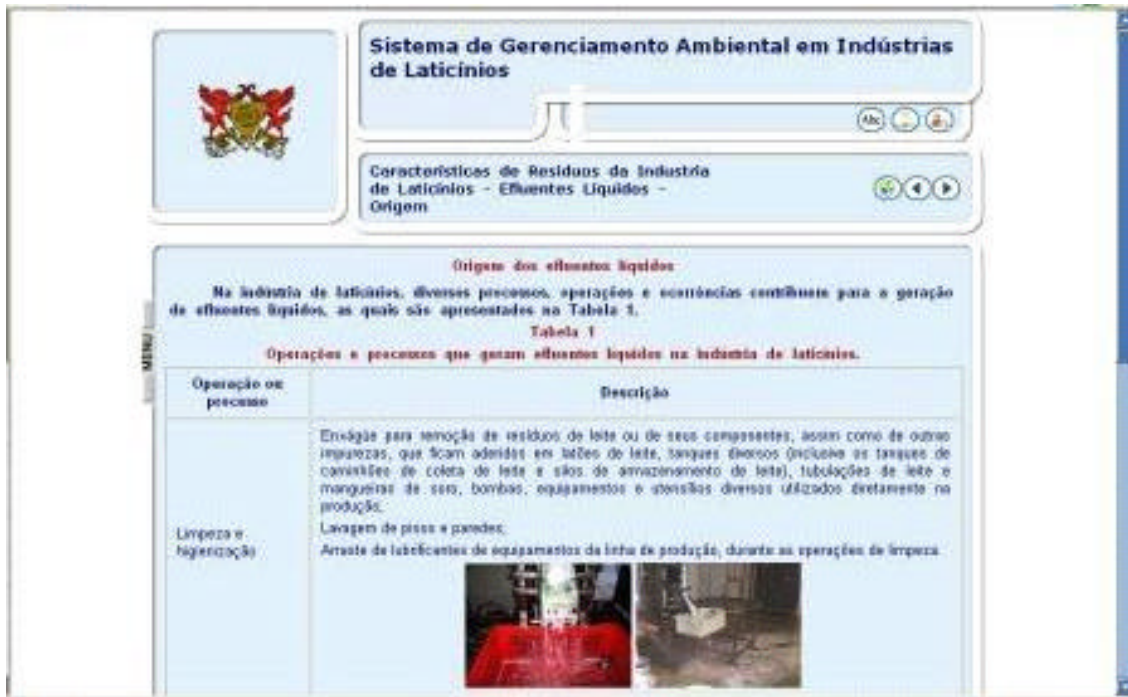 Sistema de Gerenciamento Ambiental em Indústrias
de Laticínios
Abc
Características de Resíduos da Industria
de Laticínios - Efluentes Líquidos -
Origem
MENU
Origem dos efluentes líquidos
Na indústria de laticínios, diversos processos, operações e ocorrências contribuem para a geração
de efluentes líquidos, as quais são apresentados na Tabela 1.
Tabela 1
Operações e processos que geram efluentes líquidos na indústria de laticínios.
Operação ou
processo
Descrição
Enxágüe para remoção de resíduos de leite ou de seus componentes, assim como de outras
impurezas, que ficam aderidos em latões de leite, tanques diversos (inclusive os tanques de
caminhões de coleta de leite e silos de armazenamento de leite), tubulações de leite e
mangueiras de soro, bombas, equipamentos e utensílios diversos utilizados diretamente na
produção;
Lavagem de pisos e paredes;
Arraste de lubrificantes de equipamentos da linha de produção, durante as operações de limpeza.
Limpeza e
higienização